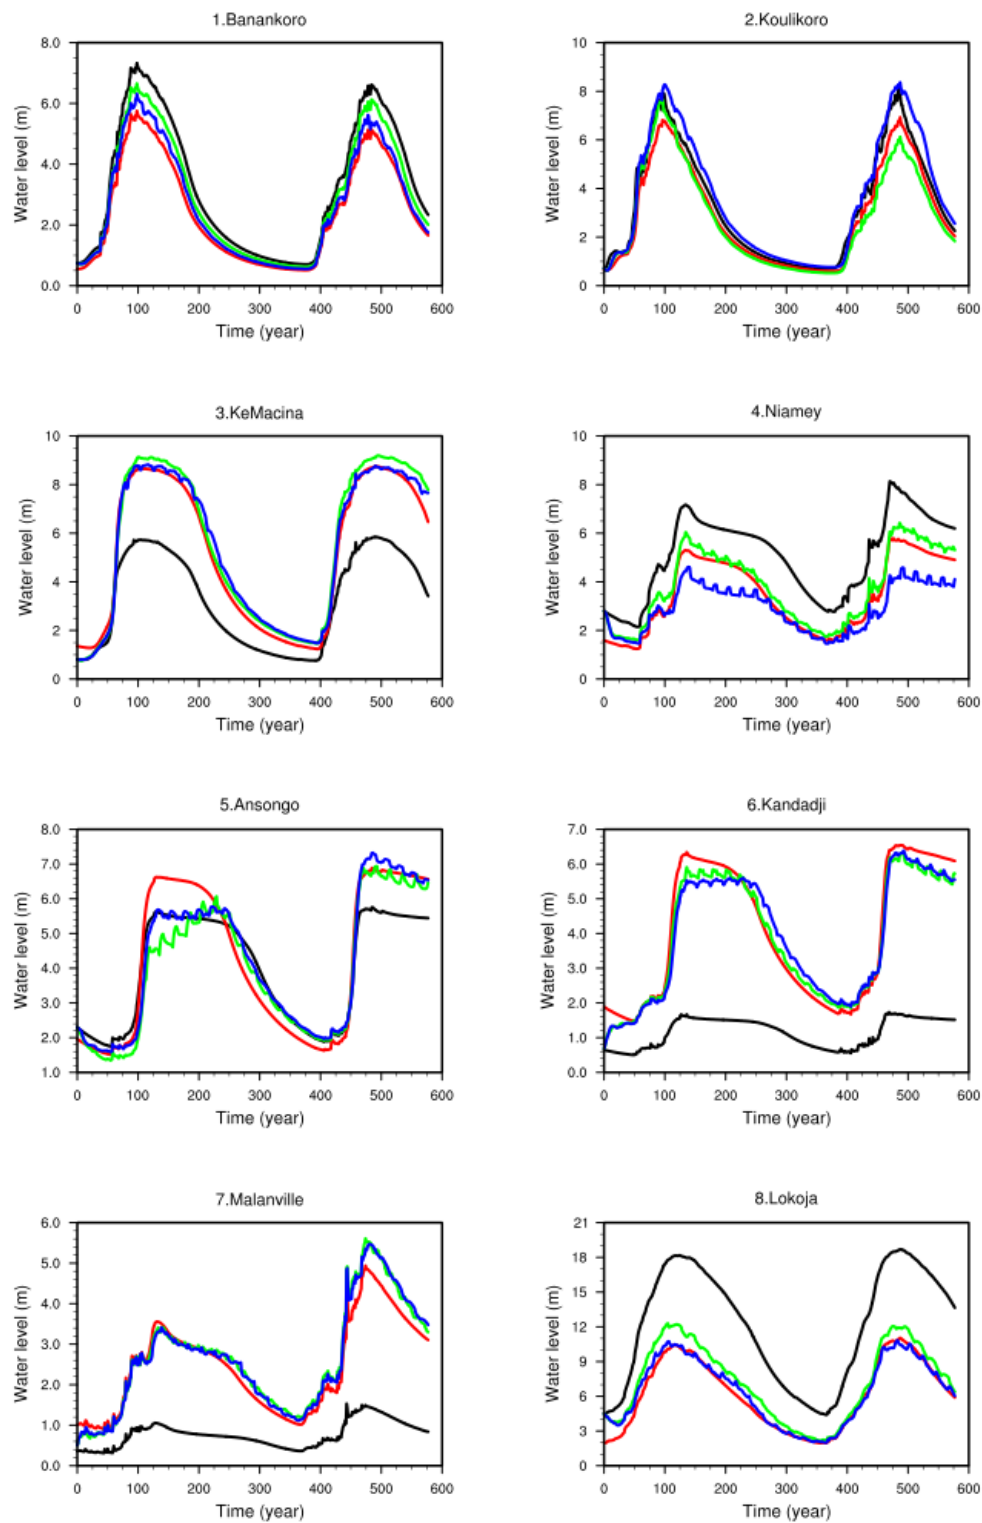 1.Banankoro
8.0
6.0
4.0
2.0
0.0
Water level (m)
0 100 200 300 400 500 600
Time (year)
2.Koulikoro
10
8
6
4
2
0
Water level (m)
0 100 200 300 400 500 600
Time (year)
3.KeMacina
10
8
6
4
2
0
Water level (m)
0 100 200 300 400 500 600
Time (year)
4.Niamey
10
8
6
4
2
0
Water level (m)
0 100 200 300 400 500 600
Time (year)
5.Ansongo
8.0
7.0
6.0
5.0
4.0
3.0
2.0
1.0
Water level (m)
0 100 200 300 400 500 600
Time (year)
6.Kandadji
7.0
6.0
5.0
4.0
3.0
2.0
1.0
0.0
Water level (m)
0 100 200 300 400 500 600
Time (year)
7.Malanville
6.0
5.0
4.0
3.0
2.0
1.0
0.0
Water level (m)
0 100 200 300 400 500 600
Time (year)
8.Lokoja
21
18
15
12
9
6
3
0
Water level (m)
0 100 200 300 400 500 600
Time (year)